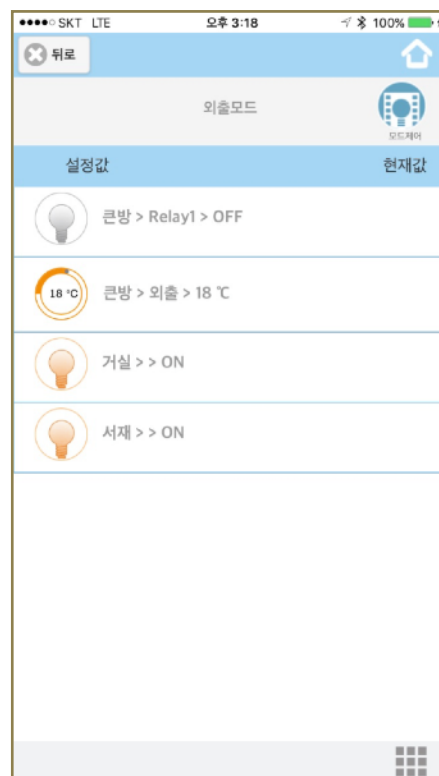 SKT LTE 오후 3:18 100%
뒤로
외출모드
모드제어
설정값 현재값
큰방 > Relay1 > OFF
18 °C 큰방 > 외출 > 18 ℃
거실 > > ON
서재 > > ON